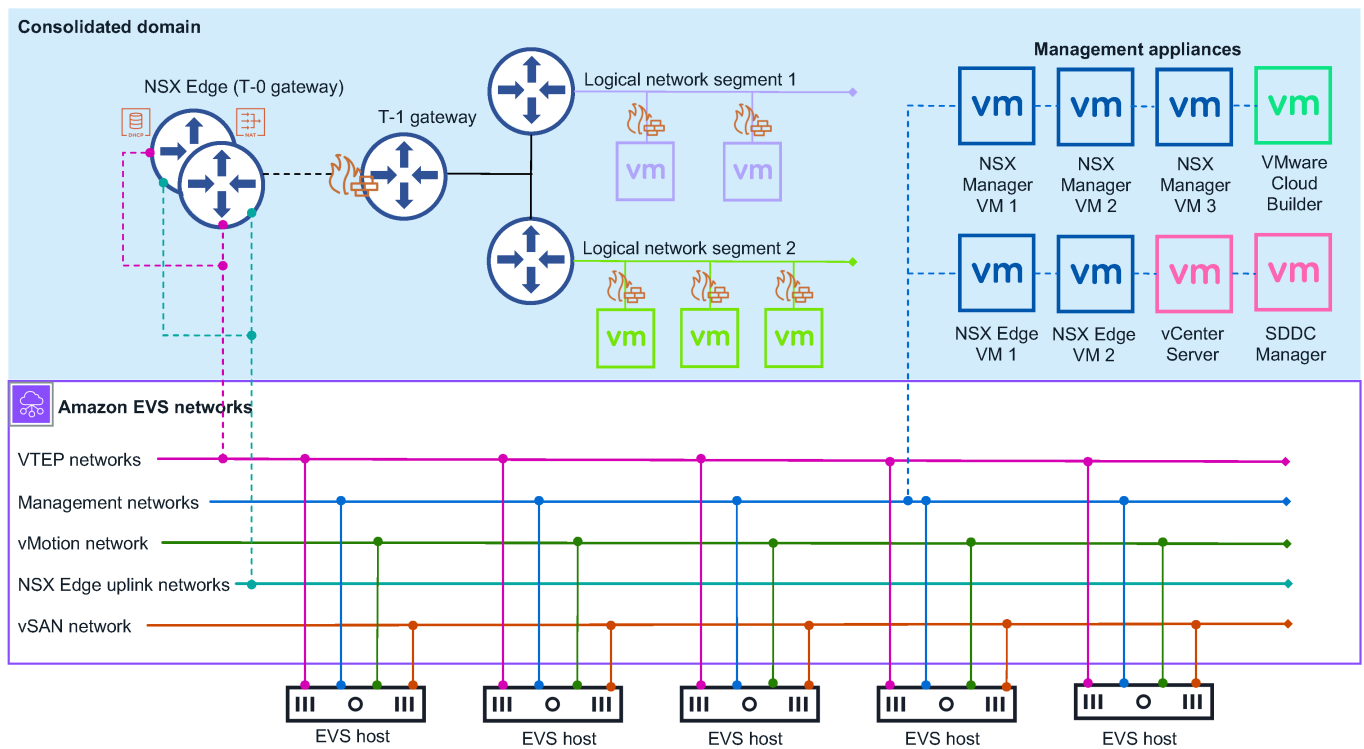 Consolidated domain
NSX Edge (T-0 gateway)
DHCP
NAT
T-1 gateway
Logical network segment 1
vm
vm
Logical network segment 2
vm
vm
vm
Management appliances
vm
vm
vm
vm
NSX
Manager
VM 1
NSX
Manager
VM 2
NSX
Manager
VM 3
VMware
Cloud
Builder
vm
vm
vm
vm
NSX Edge
VM 1
NSX Edge
VM 2
vCenter
Server
SDDC
Manager
Amazon EVS networks
VTEP networks
Management networks
vMotion network
NSX Edge uplink networks
vSAN network
EVS host
EVS host
EVS host
EVS host
EVS host